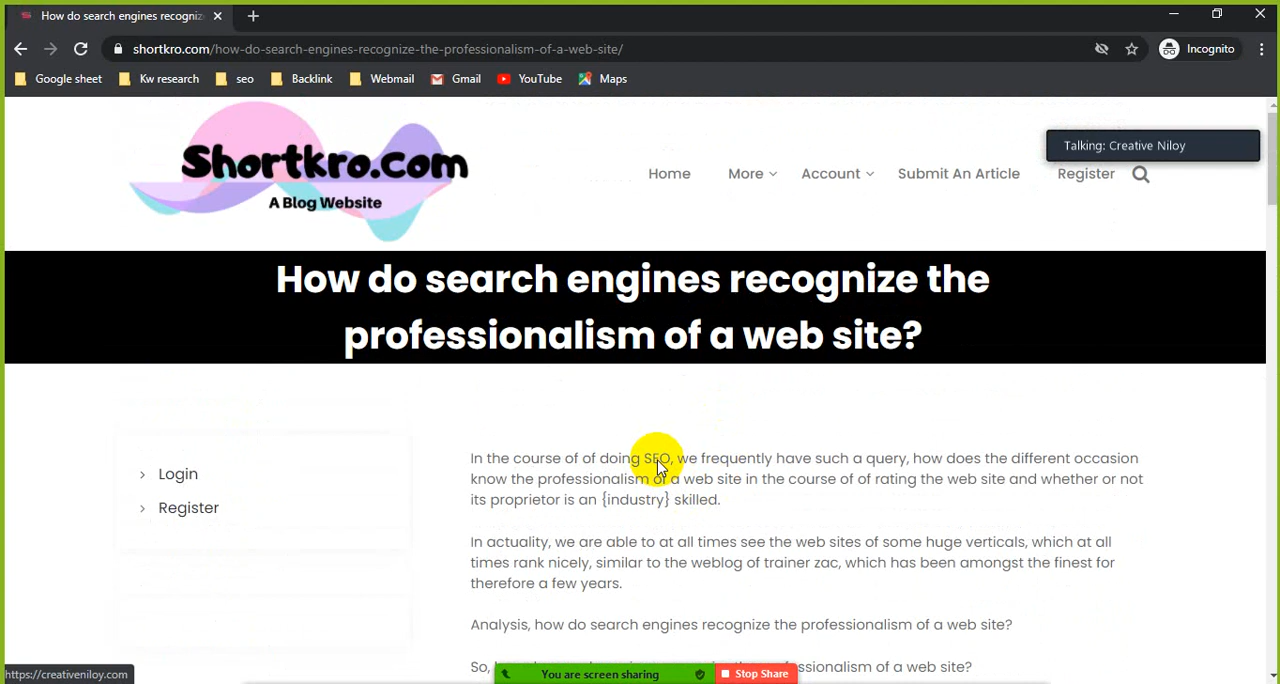 How do search engines recogniz
shortkro.com/how-do-search-engines-recognize-the-professionalism-of-a-web-site/
Incognito
Google sheet
Kw research
seo
Backlink
Webmail
Gmail
YouTube
Maps
Shortkro.com
A Blog Website
Talking: Creative Niloy
Home
More
Account
Submit An Article
Register
How do search engines recognize the
professionalism of a web site?
Login
Register
In the course of of doing SEO, we frequently have such a query, how does the different occasion
know the professionalism of a web site in the course of of rating the web site and whether or not
its proprietor is an {industry} skilled.
In actuality, we are able to at all times see the web sites of some huge verticals, which at all
times rank nicely, similar to the weblog of trainer zac, which has been amongst the finest for
therefore a few years.
Analysis, how do search engines recognize the professionalism of a web site?
So, professionalism of a web site?
https://creativeniloy.com
You are screen sharing
Stop Share